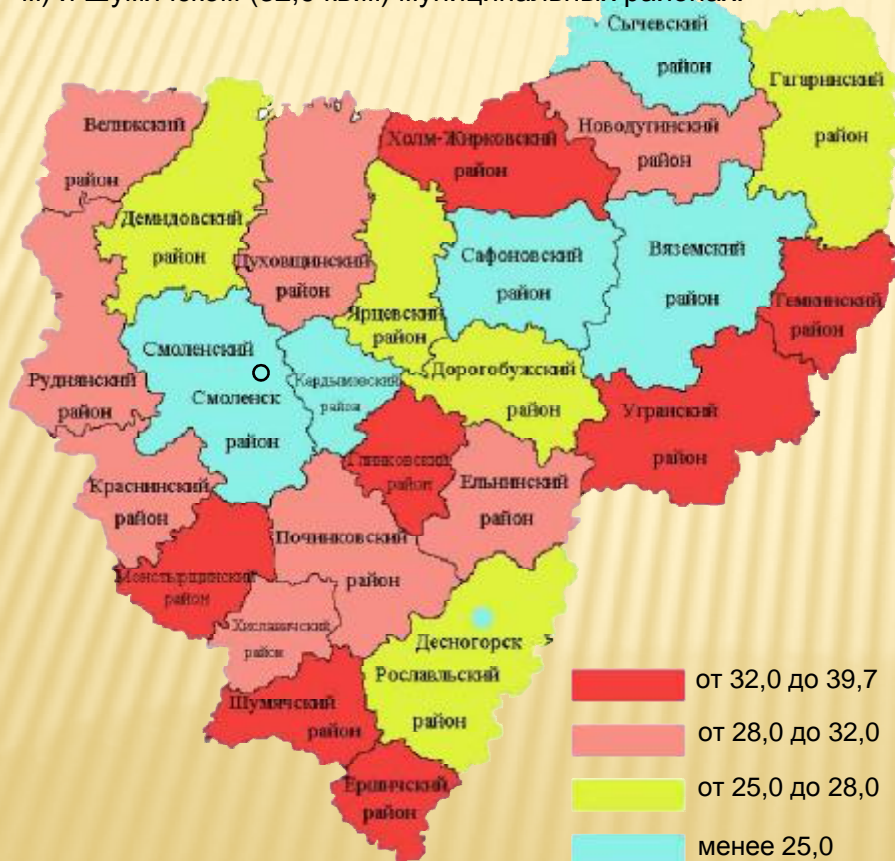 Сычевский
район
Гагаринский
район
Велижский
район
Холм-Жирковский
район
Новодугинский
район
Демидовский
район
Духовщинский
район
Сафоновский
район
Вяземский
район
Темкинский
район
Ярцевский
район
Смоленский
Смоленск
район
Кардымовский
район
Дорогобужский
район
Руднянский
район
Угранский
район
Глинковский
район
Ельнинский
район
Краснинский
район
Починковский
район
Монстырщинский
район
Хиславичский
район
Десногорск
Рославльский
район
Шумячский
район
Ершичский
район
от 32,0 до 39,7
от 28,0 до 32,0
от 25,0 до 28,0
менее 25,0